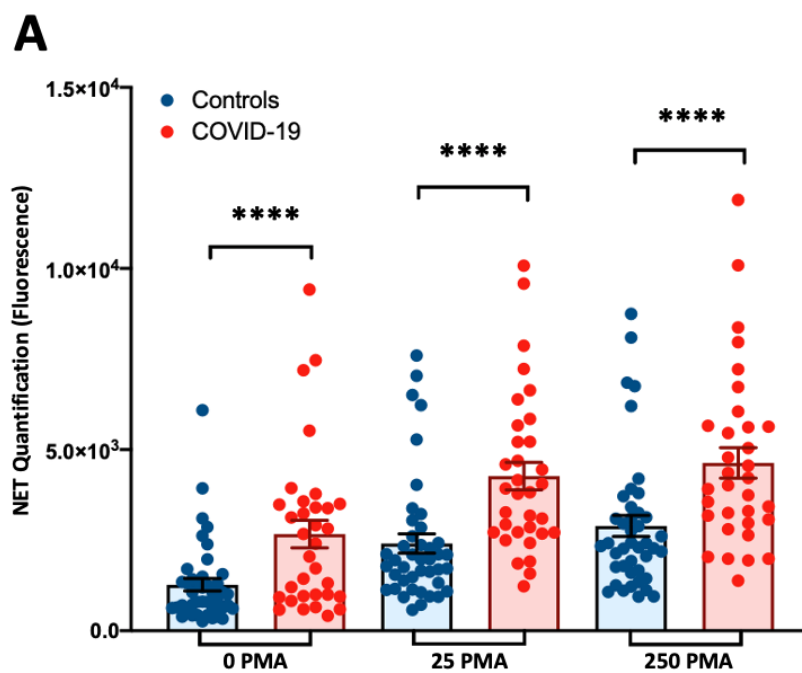 A
1.5×10⁴
Controls
COVID-19
****
****
****
NET Quantification (Fluorescence)
1.0×10⁴
5.0×10³
0.0
0 PMA
25 PMA
250 PMA